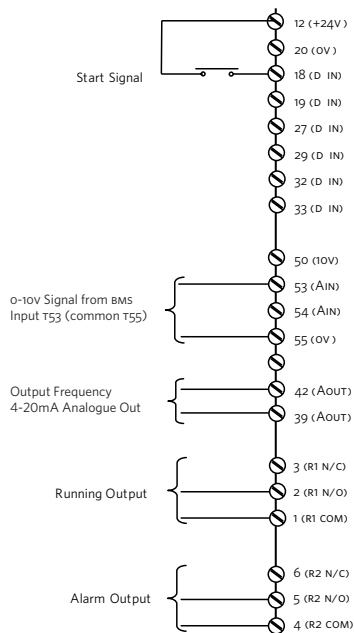 12 (+24V)
20 (0V)
Start Signal
18 (D IN)
19 (D IN)
27 (D IN)
29 (D IN)
32 (D IN)
33 (D IN)
50 (10V)
0-10V Signal from BMS
Input T53 (common T55)
53 (AIN)
54 (AIN)
55 (0V)
Output Frequency
4-20mA Analogue Out
42 (AOUT)
39 (AOUT)
Running Output
3 (R1 N/C)
2 (R1 N/O)
1 (R1 COM)
Alarm Output
6 (R2 N/C)
5 (R2 N/O)
4 (R2 COM)